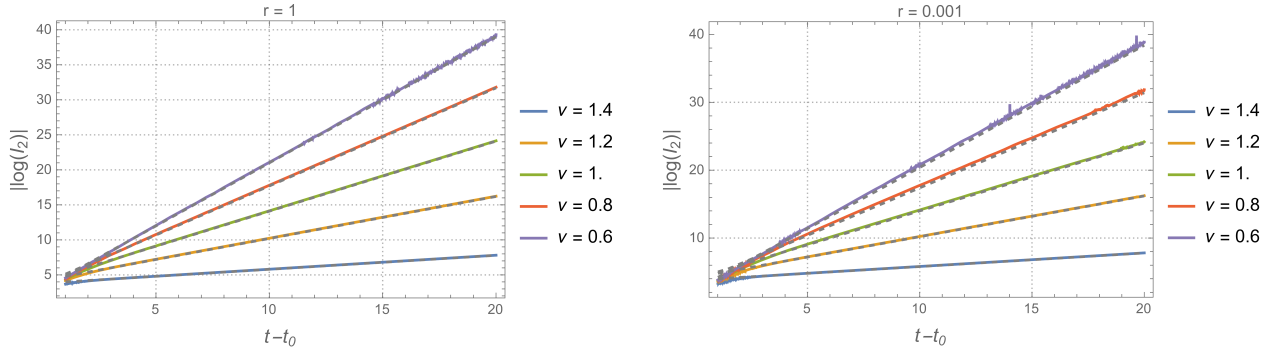 r = 1
|log(I₂)|
40
35
30
25
20
15
10
5
5
10
15
20
t – t₀
ν = 1.4
ν = 1.2
ν = 1.
ν = 0.8
ν = 0.6
r = 0.001
|log(I₂)|
40
30
20
10
5
10
15
20
t – t₀
ν = 1.4
ν = 1.2
ν = 1.
ν = 0.8
ν = 0.6